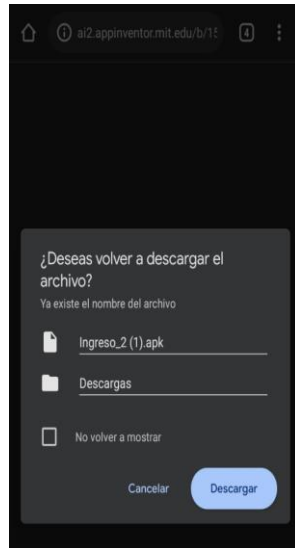 ai2.appinventor.mit.edu/b/15
4
¿Deseas volver a descargar el
archivo?
Ya existe el nombre del archivo
Ingreso_2 (1).apk
Descargas
No volver a mostrar
Cancelar
Descargar